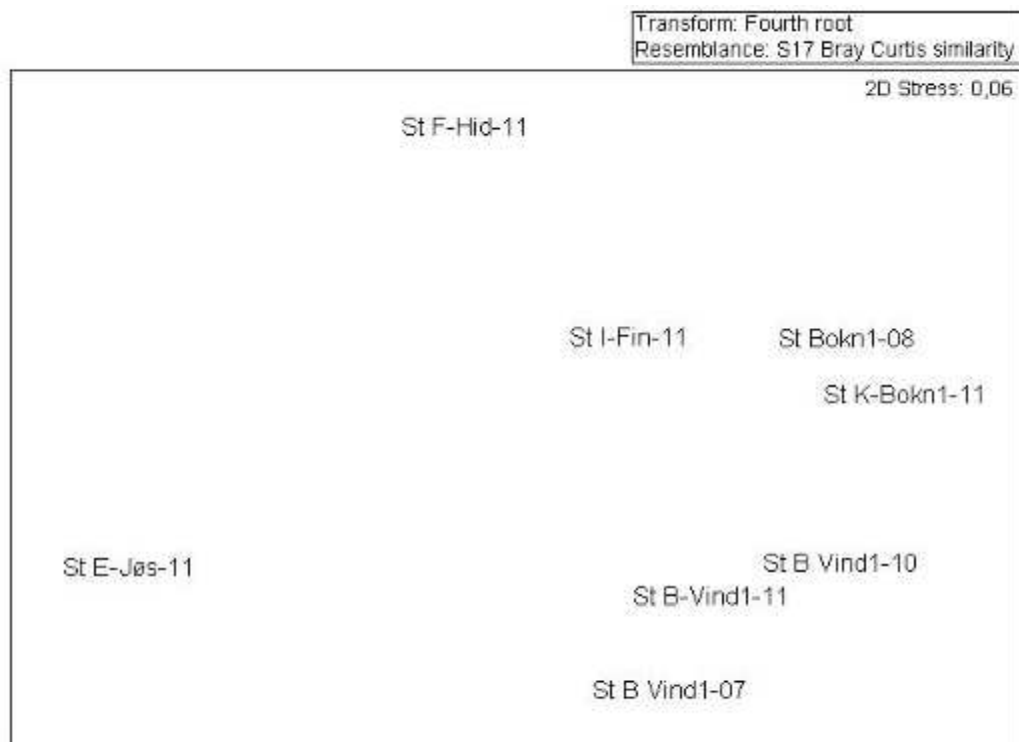 Transform: Fourth root
Resemblance: S17 Bray Curtis similarity
2D Stress: 0,06
St F-Hid-11
St I-Fin-11
St Bokn1-08
St K-Bokn1-11
St E-Jøs-11
St B Vind1-10
St B-Vind1-11
St B Vind1-07